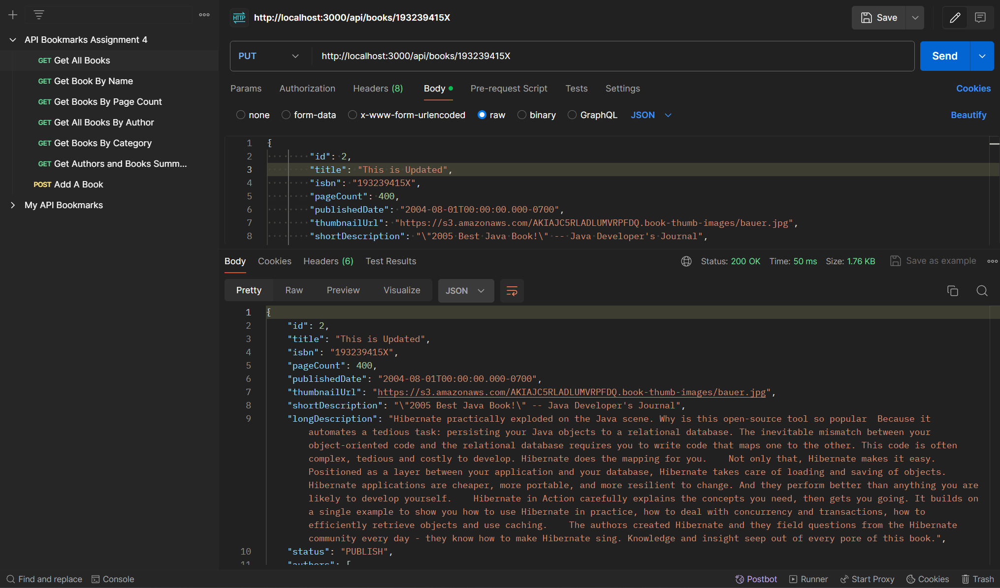 HTTP http://localhost:3000/api/books/193239415X Save
API Bookmarks Assignment 4
GET Get All Books
GET Get Book By Name
GET Get Books By Page Count
GET Get All Books By Author
GET Get Books By Category
GET Get Authors and Books Summ...
POST Add A Book
My API Bookmarks
PUT http://localhost:3000/api/books/193239415X Send
Params Authorization Headers (8) Body Pre-request Script Tests Settings Cookies
none form-data x-www-form-urlencoded raw binary GraphQL JSON Beautify
1 {
2 "id": 2,
3 "title": "This is Updated",
4 "isbn": "193239415X",
5 "pageCount": 400,
6 "publishedDate": "2004-08-01T00:00:00.000-0700",
7 "thumbnailUrl": "https://s3.amazonaws.com/AKIAJC5RLADLUMVRPFDQ.book-thumb-images/bauer.jpg",
8 "shortDescription": "\"2005 Best Java Book!\" -- Java Developer's Journal",
Body Cookies Headers (6) Test Results Status: 200 OK Time: 50 ms Size: 1.76 KB Save as example
Pretty Raw Preview Visualize JSON
1 {
2 "id": 2,
3 "title": "This is Updated",
4 "isbn": "193239415X",
5 "pageCount": 400,
6 "publishedDate": "2004-08-01T00:00:00.000-0700",
7 "thumbnailUrl": "https://s3.amazonaws.com/AKIAJC5RLADLUMVRPFDQ.book-thumb-images/bauer.jpg",
8 "shortDescription": "\"2005 Best Java Book!\" -- Java Developer's Journal",
9 "longDescription": "Hibernate practically exploded on the Java scene. Why is this open-source tool so popular  Because it
automates a tedious task: persisting your Java objects to a relational database. The inevitable mismatch between your
object-oriented code and the relational database requires you to write code that maps one to the other. This code is often
complex, tedious and costly to develop. Hibernate does the mapping for you.    Not only that, Hibernate makes it easy.
Positioned as a layer between your application and your database, Hibernate takes care of loading and saving of objects.
Hibernate applications are cheaper, more portable, and more resilient to change. And they perform better than anything you are
likely to develop yourself.    Hibernate in Action carefully explains the concepts you need, then gets you going. It builds on
a single example to show you how to use Hibernate in practice, how to deal with concurrency and transactions, how to
efficiently retrieve objects and use caching.    The authors created Hibernate and they field questions from the Hibernate
community every day - they know how to make Hibernate sing. Knowledge and insight seep out of every pore of this book.",
10 "status": "PUBLISH",
11 "authors": [
Find and replace Console Postbot Runner Start Proxy Cookies Trash